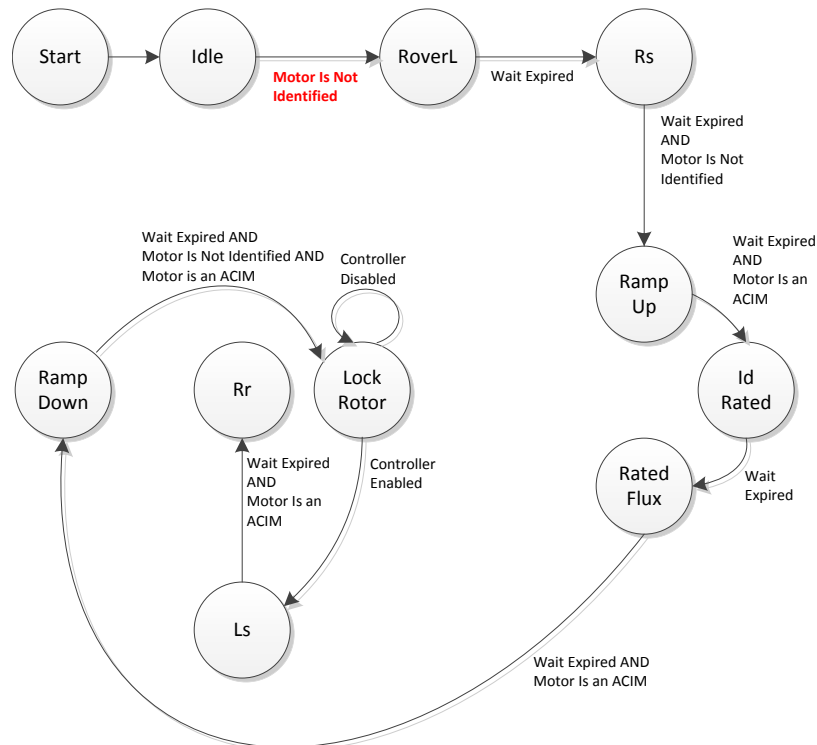 Start
Idle
Motor Is Not
Identified
RoverL
Wait Expired
Rs
Wait Expired
AND
Motor Is Not
Identified
Ramp
Up
Wait Expired
AND
Motor Is an
ACIM
Id
Rated
Wait
Expired
Rated
Flux
Wait Expired AND
Motor Is an ACIM
Ramp
Down
Wait Expired AND
Motor Is Not Identified AND
Motor is an ACIM
Controller
Disabled
Lock
Rotor
Controller
Enabled
Ls
Wait Expired
AND
Motor Is an
ACIM
Rr